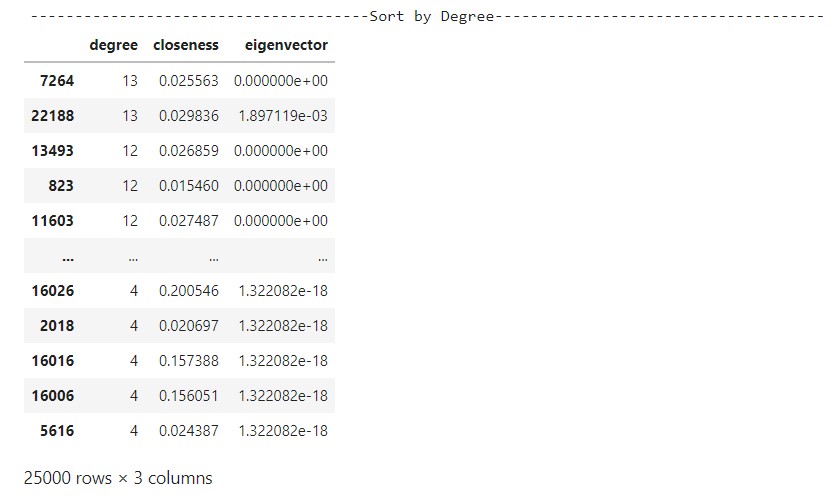 ---------------------------------------Sort by Degree---------------------------------------
degree closeness eigenvector
7264 13 0.025563 0.000000e+00
22188 13 0.029836 1.897119e-03
13493 12 0.026859 0.000000e+00
823 12 0.015460 0.000000e+00
11603 12 0.027487 0.000000e+00
... ... ... ...
16026 4 0.200546 1.322082e-18
2018 4 0.020697 1.322082e-18
16016 4 0.157388 1.322082e-18
16006 4 0.156051 1.322082e-18
5616 4 0.024387 1.322082e-18
25000 rows × 3 columns